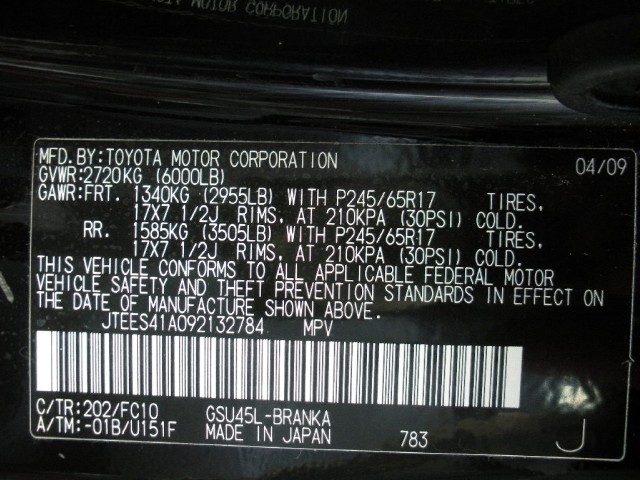 MFD.BY:TOYOTA MOTOR CORPORATION 04/09
GVWR:2720KG (6000LB)
GAWR:FRT. 1340KG (2955LB) WITH P245/65R17 TIRES,
17X7 1/2J RIMS, AT 210KPA (30PSI) COLD.
RR. 1585KG (3505LB) WITH P245/65R17 TIRES,
17X7 1/2J RIMS, AT 210KPA (30PSI) COLD.
THIS VEHICLE CONFORMS TO ALL APPLICABLE FEDERAL MOTOR
VEHICLE SAFETY AND THEFT PREVENTION STANDARDS IN EFFECT ON
THE DATE OF MANUFACTURE SHOWN ABOVE.
JTEES41A092132784 MPV
C/TR:202/FC10 GSU45L-BRANKA
A/TM:-01B/U151F MADE IN JAPAN 783 J